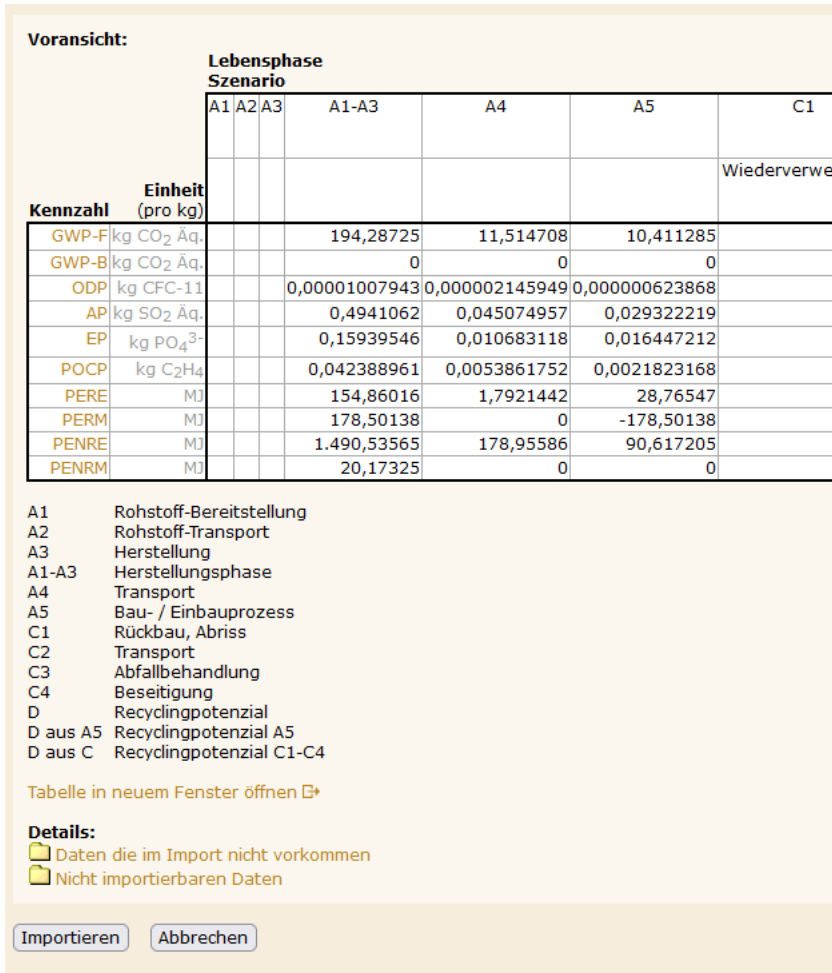 Voransicht:
Lebensphase
Szenario
A1 A2 A3 A1-A3 A4 A5 C1
Wiederverwe
Einheit
Kennzahl (pro kg)
GWP-F kg CO2 Äq. 194,28725 11,514708 10,411285
GWP-B kg CO2 Äq. 0 0 0
ODP kg CFC-11 0,00001007943 0,000002145949 0,000000623868
AP kg SO2 Äq. 0,4941062 0,045074957 0,029322219
EP kg PO43- 0,15939546 0,010683118 0,016447212
POCP kg C2H4 0,042388961 0,0053861752 0,0021823168
PERE MJ 154,86016 1,7921442 28,76547
PERM MJ 178,50138 0 -178,50138
PENRE MJ 1.490,53565 178,95586 90,617205
PENRM MJ 20,17325 0 0
A1 Rohstoff-Bereitstellung
A2 Rohstoff-Transport
A3 Herstellung
A1-A3 Herstellungsphase
A4 Transport
A5 Bau- / Einbauprozess
C1 Rückbau, Abriss
C2 Transport
C3 Abfallbehandlung
C4 Beseitigung
D Recyclingpotenzial
D aus A5 Recyclingpotenzial A5
D aus C Recyclingpotenzial C1-C4
Tabelle in neuem Fenster öffnen
Details:
Daten die im Import nicht vorkommen
Nicht importierbaren Daten
Importieren Abbrechen